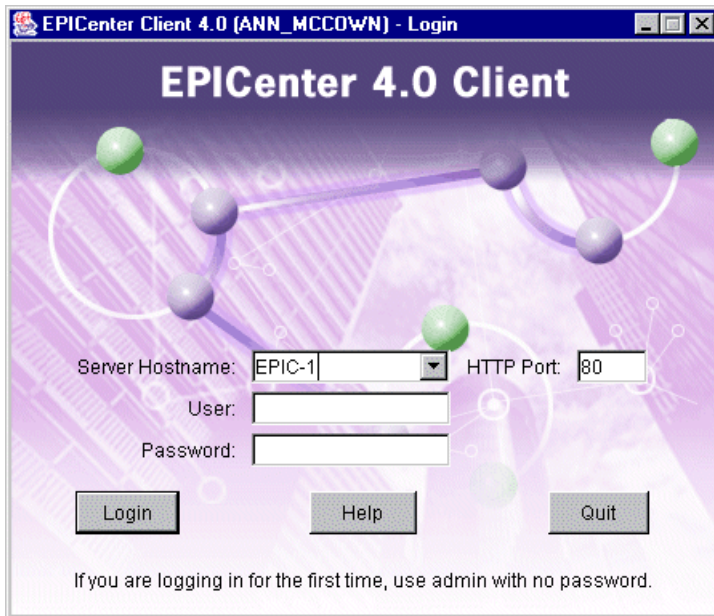 EPICenter Client 4.0 (ANN_MCCOWN) - Login
EPICenter 4.0 Client
Server Hostname: EPIC-1 HTTP Port: 80
User:
Password:
Login Help Quit
If you are logging in for the first time, use admin with no password.